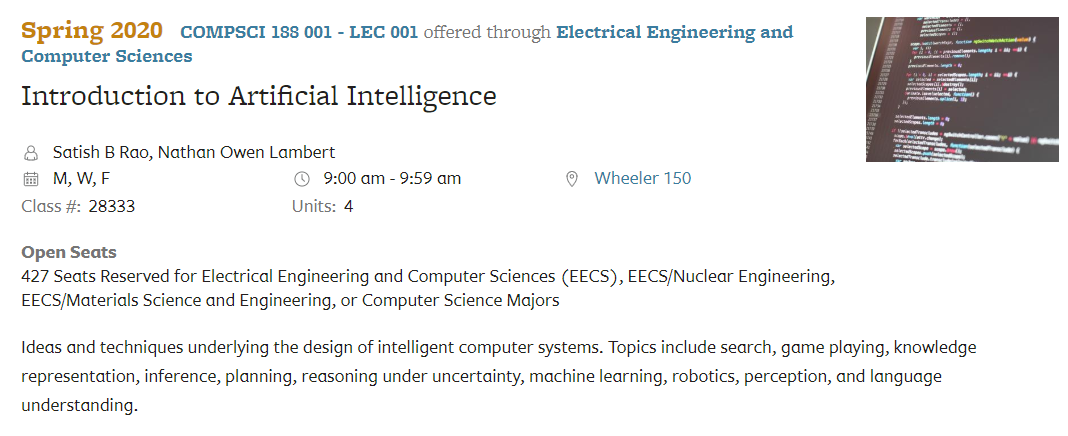 Spring 2020 COMPSCI 188 001 - LEC 001 offered through Electrical Engineering and
Computer Sciences
Introduction to Artificial Intelligence
Satish B Rao, Nathan Owen Lambert
M, W, F 9:00 am - 9:59 am Wheeler 150
Class #: 28333 Units: 4
Open Seats
427 Seats Reserved for Electrical Engineering and Computer Sciences (EECS), EECS/Nuclear Engineering,
EECS/Materials Science and Engineering, or Computer Science Majors
Ideas and techniques underlying the design of intelligent computer systems. Topics include search, game playing, knowledge
representation, inference, planning, reasoning under uncertainty, machine learning, robotics, perception, and language
understanding.